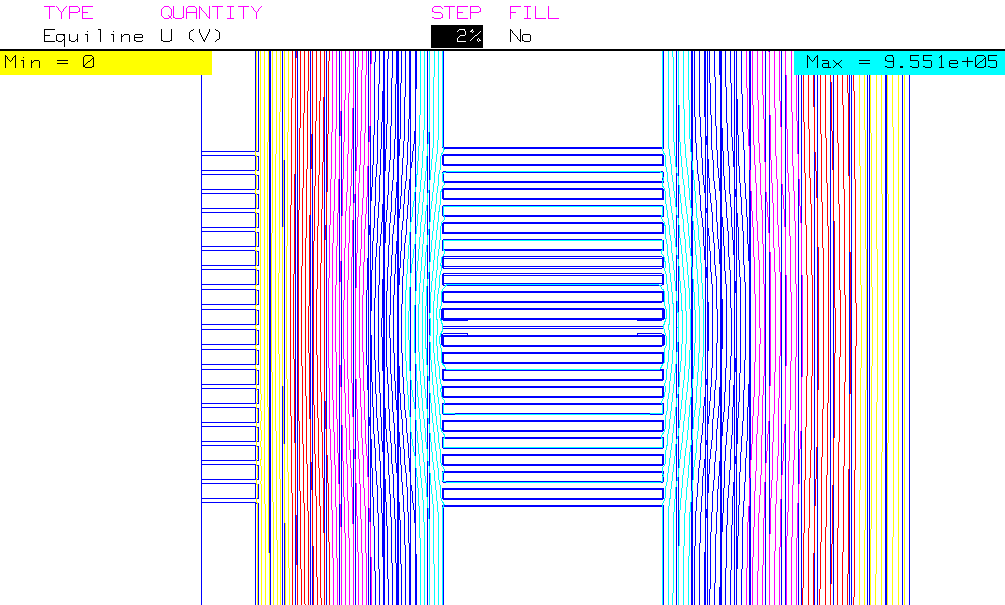 TYPE QUANTITY STEP FILL
Equiline U (V) 2% No
Min = 0 Max = 9.551e+05